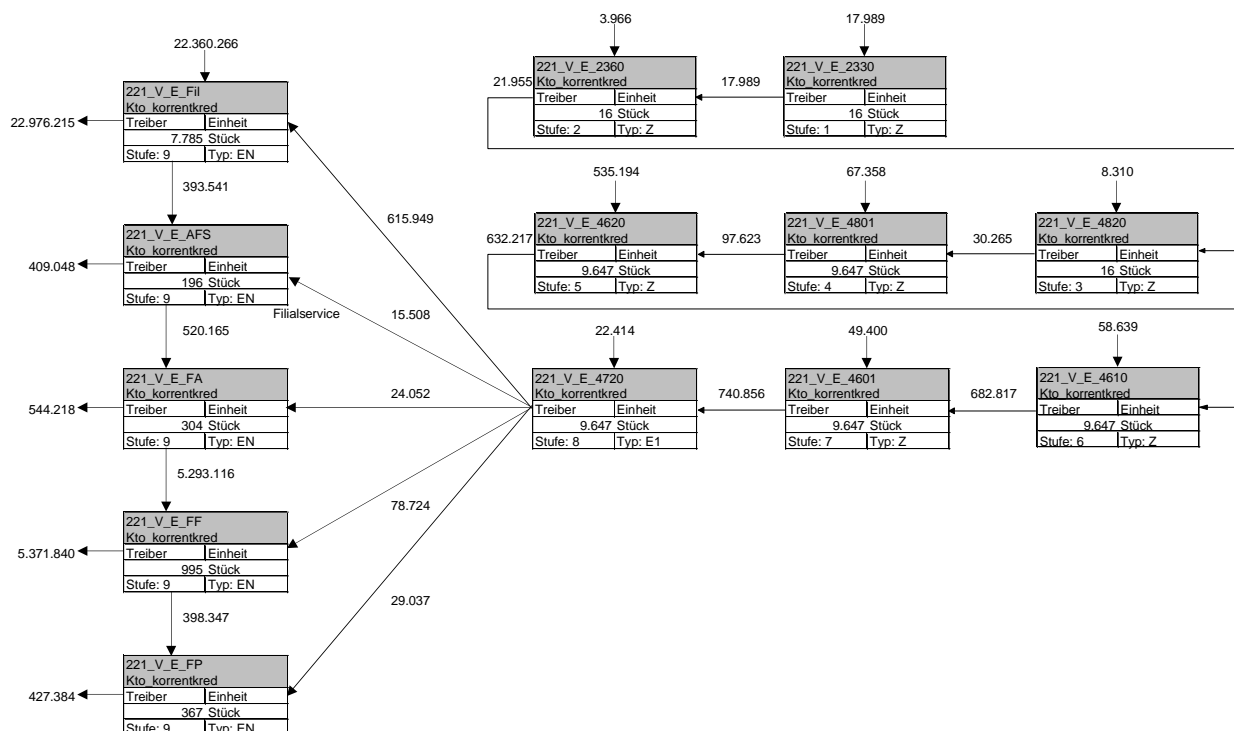 3.966
17.989
22.360.266
221_V_E_2360
Kto_korrentkred
Treiber Einheit
16 Stück
Stufe: 2 Typ: Z
21.955
17.989
221_V_E_2330
Kto_korrentkred
Treiber Einheit
16 Stück
Stufe: 1 Typ: Z
221_V_E_Fil
Kto_korrentkred
Treiber Einheit
7.785 Stück
Stufe: 9 Typ: EN
22.976.215
393.541
615.949
535.194
67.358
8.310
221_V_E_4620
Kto_korrentkred
Treiber Einheit
9.647 Stück
Stufe: 5 Typ: Z
632.217
97.623
221_V_E_4801
Kto_korrentkred
Treiber Einheit
9.647 Stück
Stufe: 4 Typ: Z
30.265
221_V_E_4820
Kto_korrentkred
Treiber Einheit
16 Stück
Stufe: 3 Typ: Z
221_V_E_AFS
Kto_korrentkred
Treiber Einheit
196 Stück
Stufe: 9 Typ: EN
409.048
Filialservice
15.508
520.165
22.414
49.400
58.639
221_V_E_FA
Kto_korrentkred
Treiber Einheit
304 Stück
Stufe: 9 Typ: EN
544.218
24.052
221_V_E_4720
Kto_korrentkred
Treiber Einheit
9.647 Stück
Stufe: 8 Typ: E1
740.856
221_V_E_4601
Kto_korrentkred
Treiber Einheit
9.647 Stück
Stufe: 7 Typ: Z
682.817
221_V_E_4610
Kto_korrentkred
Treiber Einheit
9.647 Stück
Stufe: 6 Typ: Z
5.293.116
78.724
221_V_E_FF
Kto_korrentkred
Treiber Einheit
995 Stück
Stufe: 9 Typ: EN
5.371.840
398.347
29.037
221_V_E_FP
Kto_korrentkred
Treiber Einheit
367 Stück
Stufe: 9 Typ: EN
427.384